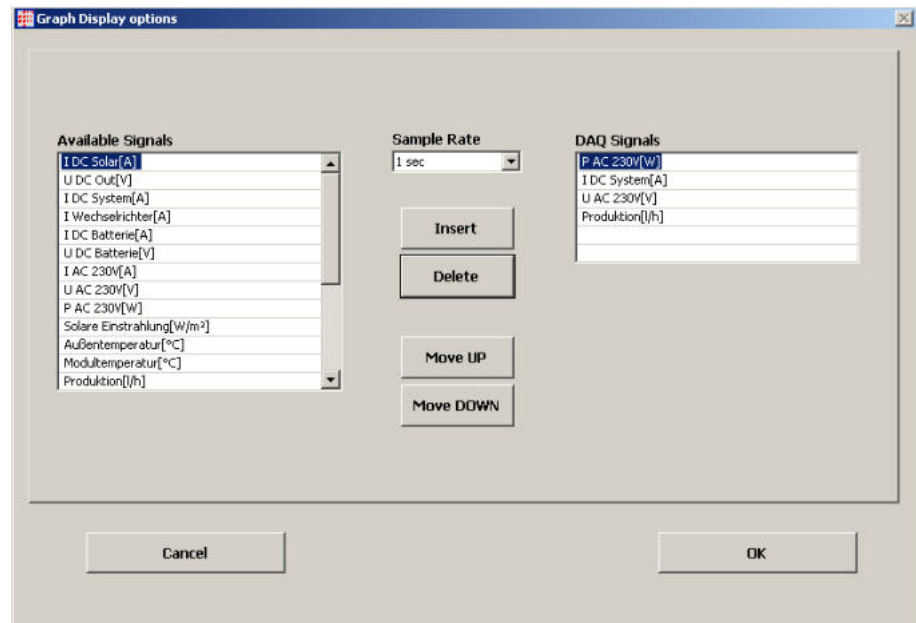 Graph Display options
Available Signals
I DC Solar[A]
U DC Out[V]
I DC System[A]
I Wechselrichter[A]
I DC Batterie[A]
U DC Batterie[V]
I AC 230V[A]
U AC 230V[V]
P AC 230V[W]
Solare Einstrahlung[W/m²]
Außentemperatur[°C]
Modultemperatur[°C]
Produktion[l/h]
Sample Rate
1 sec
Insert
Delete
Move UP
Move DOWN
DAQ Signals
P AC 230V[W]
I DC System[A]
U AC 230V[V]
Produktion[l/h]
Cancel
OK